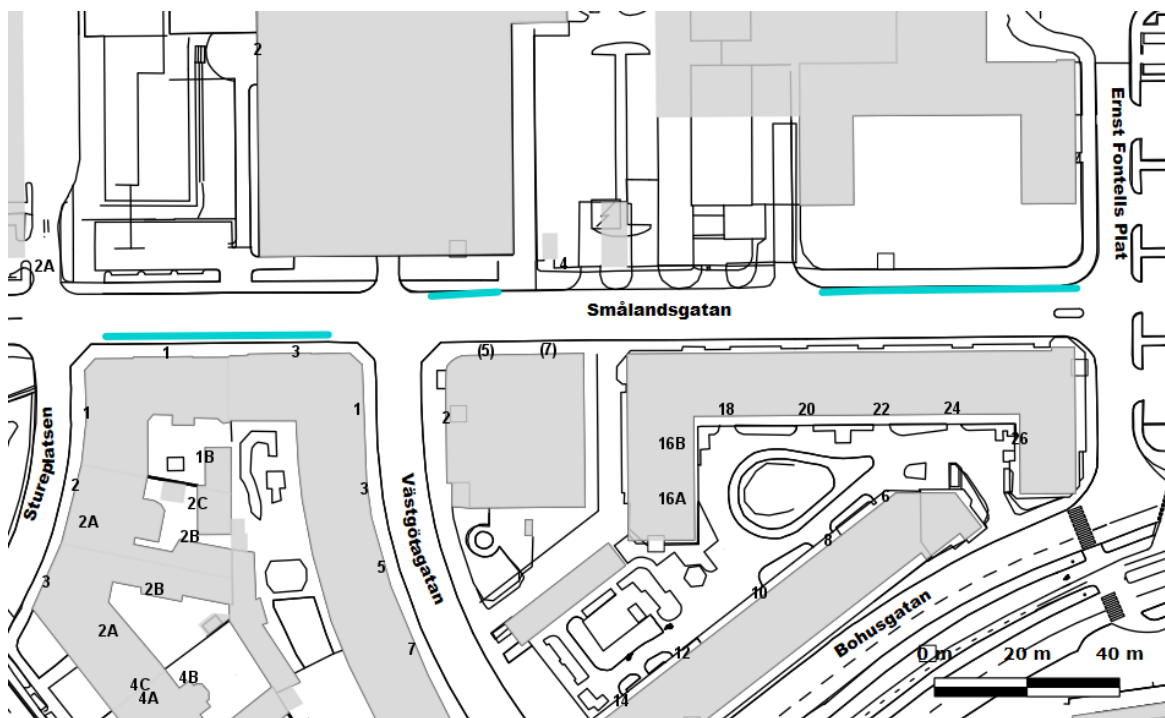 2
Ernst Fontells Plat
2A
4
Smålandsgatan
1
3
(5)
(7)
1
1
2
18
20
22
24
26
16B
1B
Stureplatsen
2
2A
2C
2B
3
Västgötagatan
16A
6
8
3
2B
5
10
Bohusgatan
2A
7
12
0 m
20 m
40 m
4C
4A
4B
14